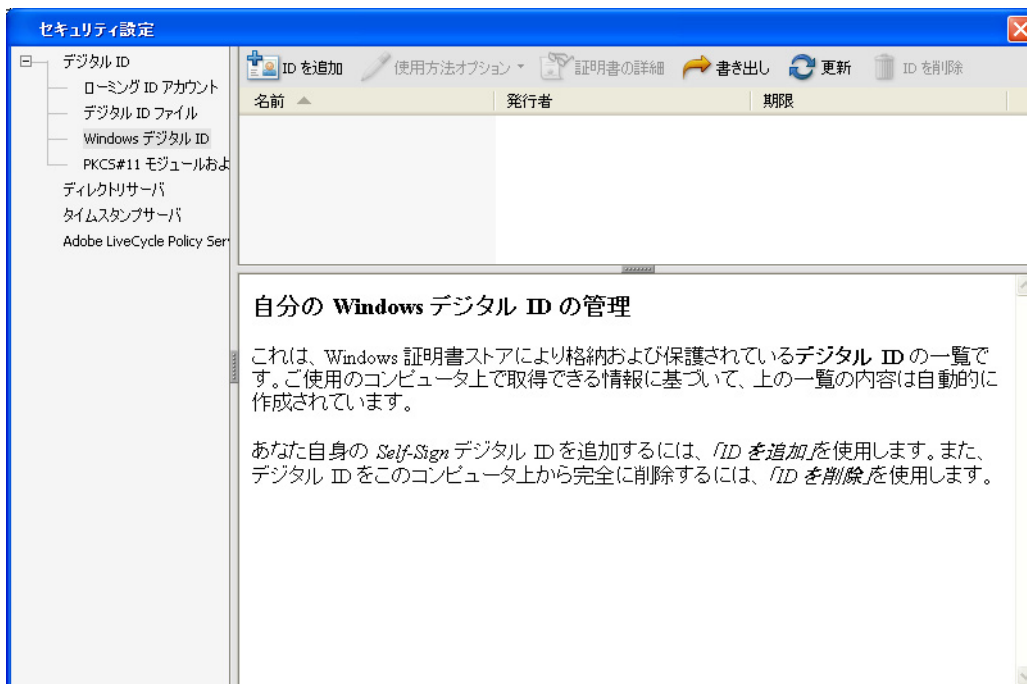 セキュリティ設定
デジタル ID
ローミング ID アカウント
デジタル ID ファイル
Windows デジタル ID
PKCS#11 モジュールおよ
ディレクトリサーバ
タイムスタンプサーバ
Adobe LiveCycle Policy Ser
ID を追加 使用方法オプション 証明書の詳細 書き出し 更新 ID を削除
名前 発行者 期限
自分の Windows デジタル ID の管理
これは、Windows 証明書ストアにより格納および保護されているデジタル ID の一覧で
す。ご使用のコンピュータ上で取得できる情報に基づいて、上の一覧の内容は自動的に
作成されています。
あなた自身の Self-Sign デジタル ID を追加するには、「ID を追加」を使用します。また、
デジタル ID をこのコンピュータ上から完全に削除するには、「ID を削除」を使用します。